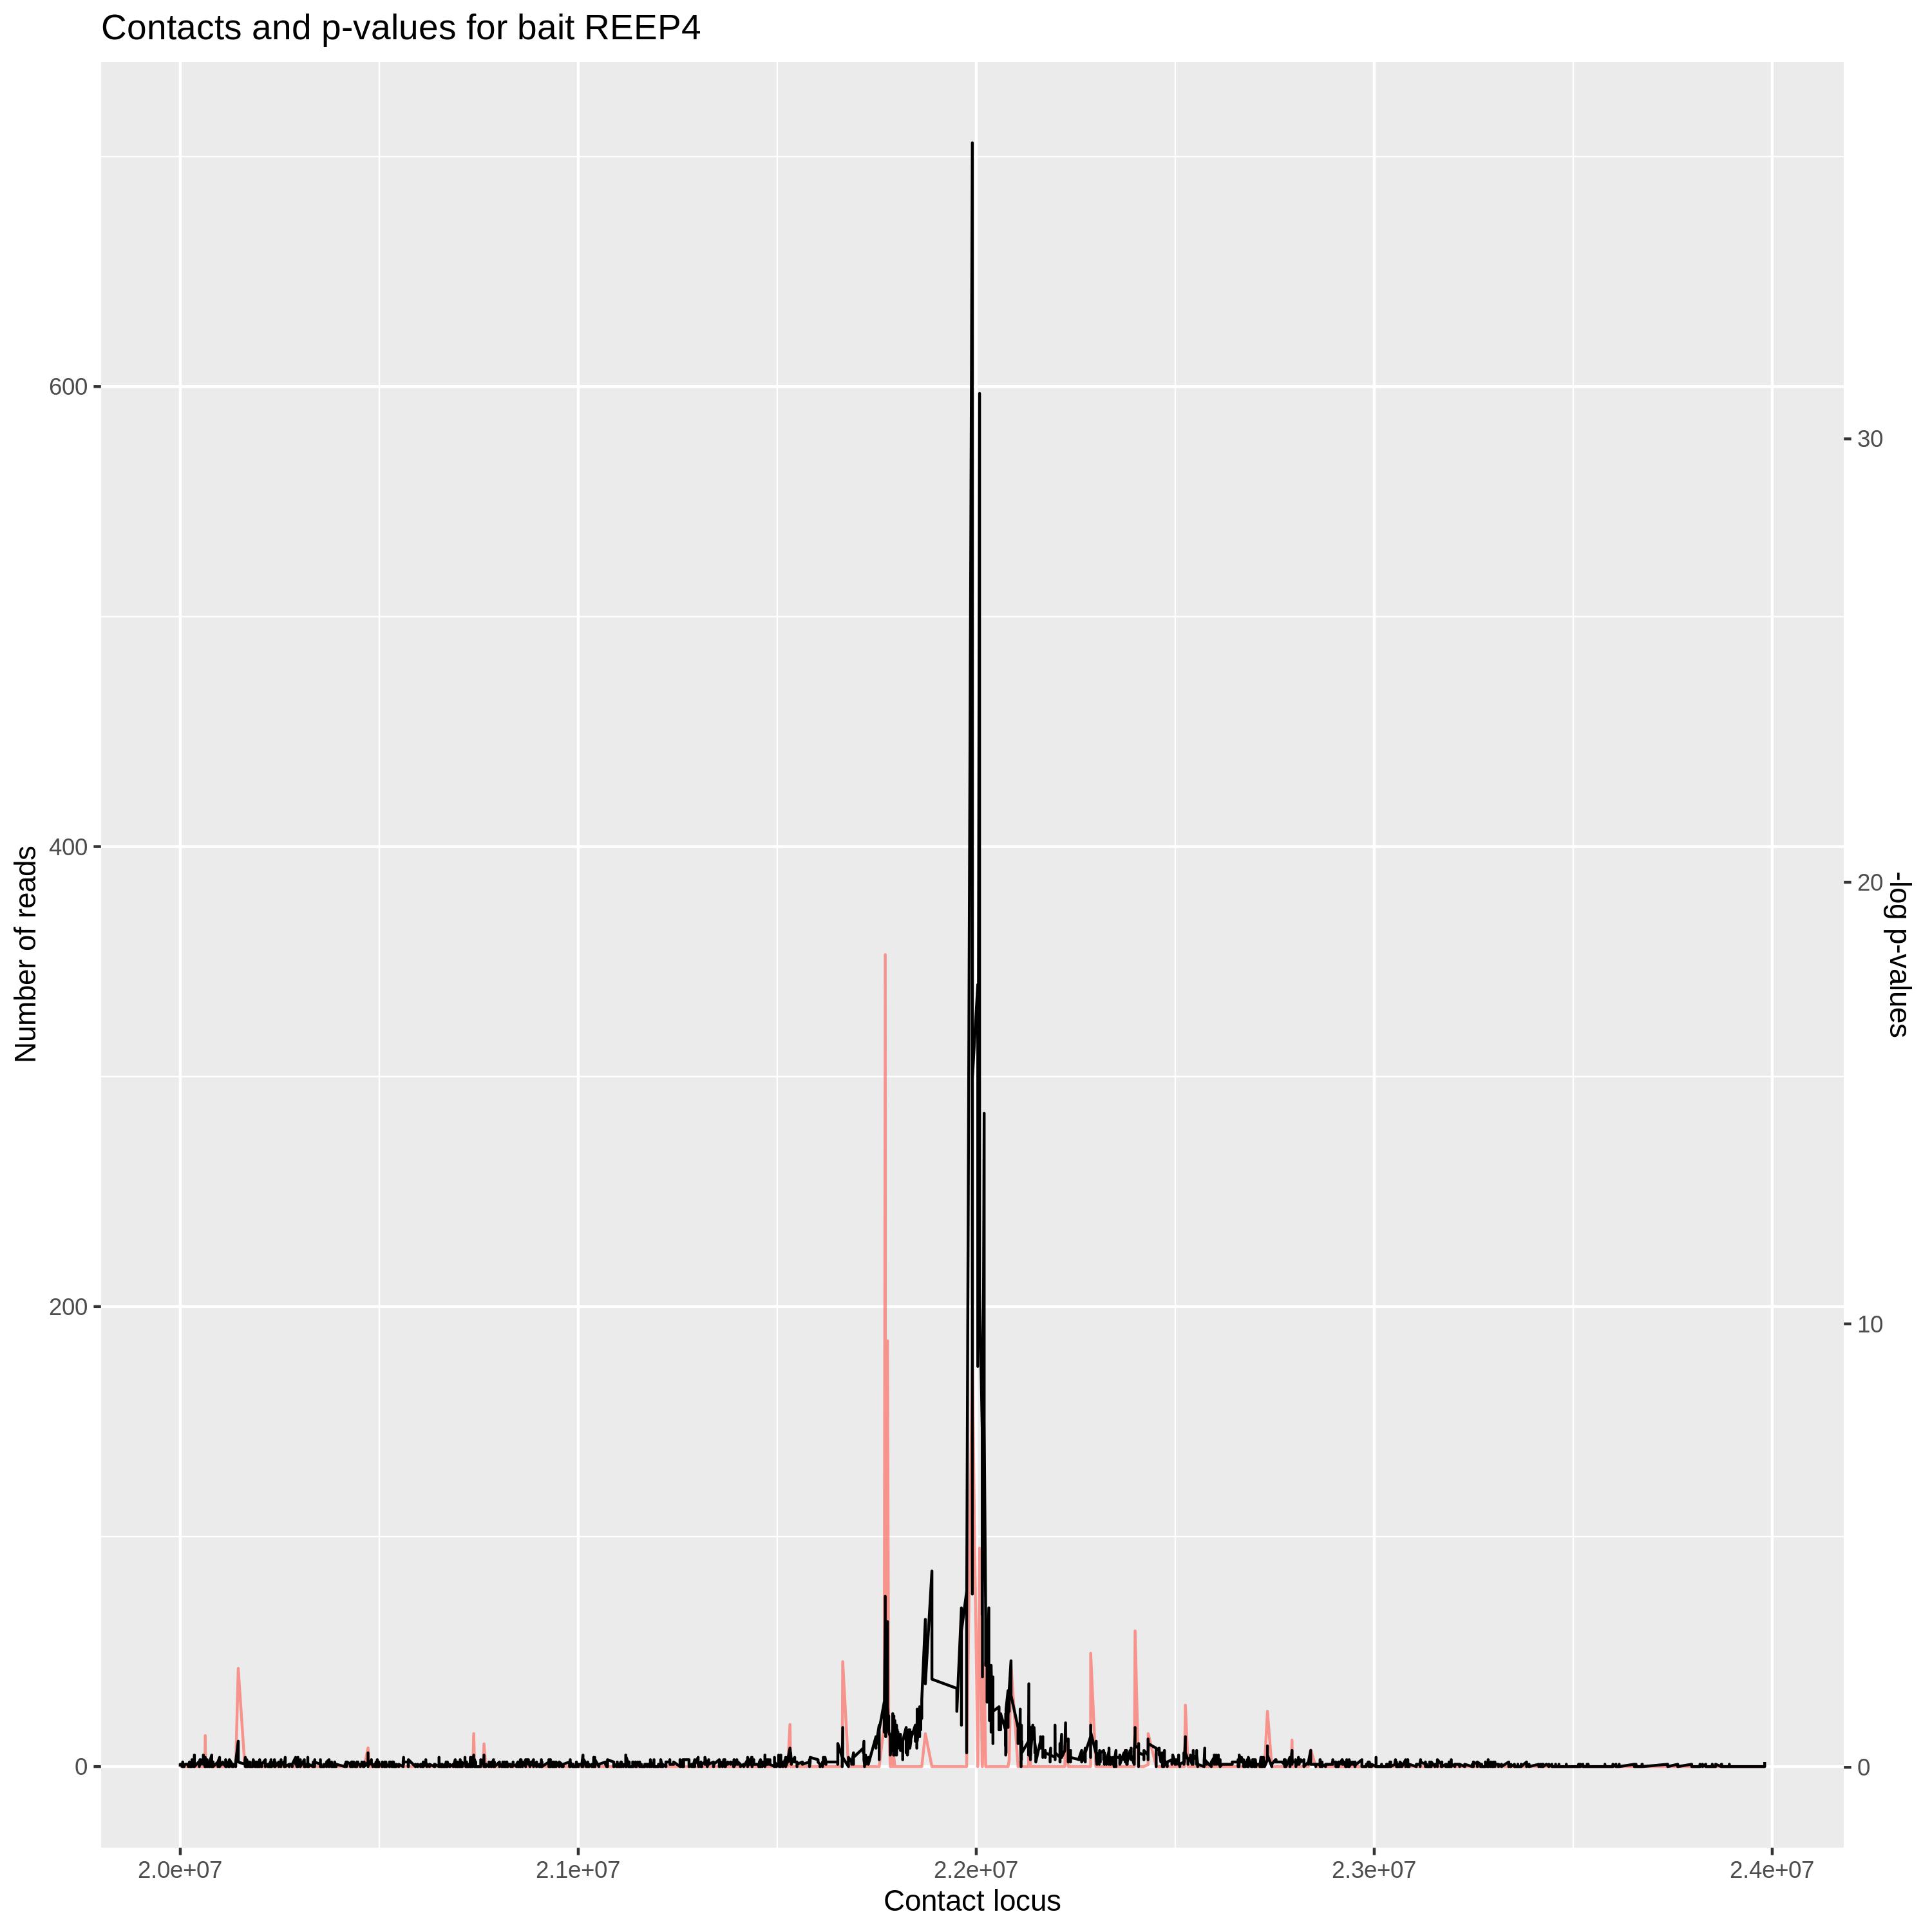 Contacts and p-values for bait REEP4
Number of reads
600
400
200
0
30
20
10
0
-log p-values
2.0e+07 2.1e+07 2.2e+07 2.3e+07 2.4e+07
Contact locus